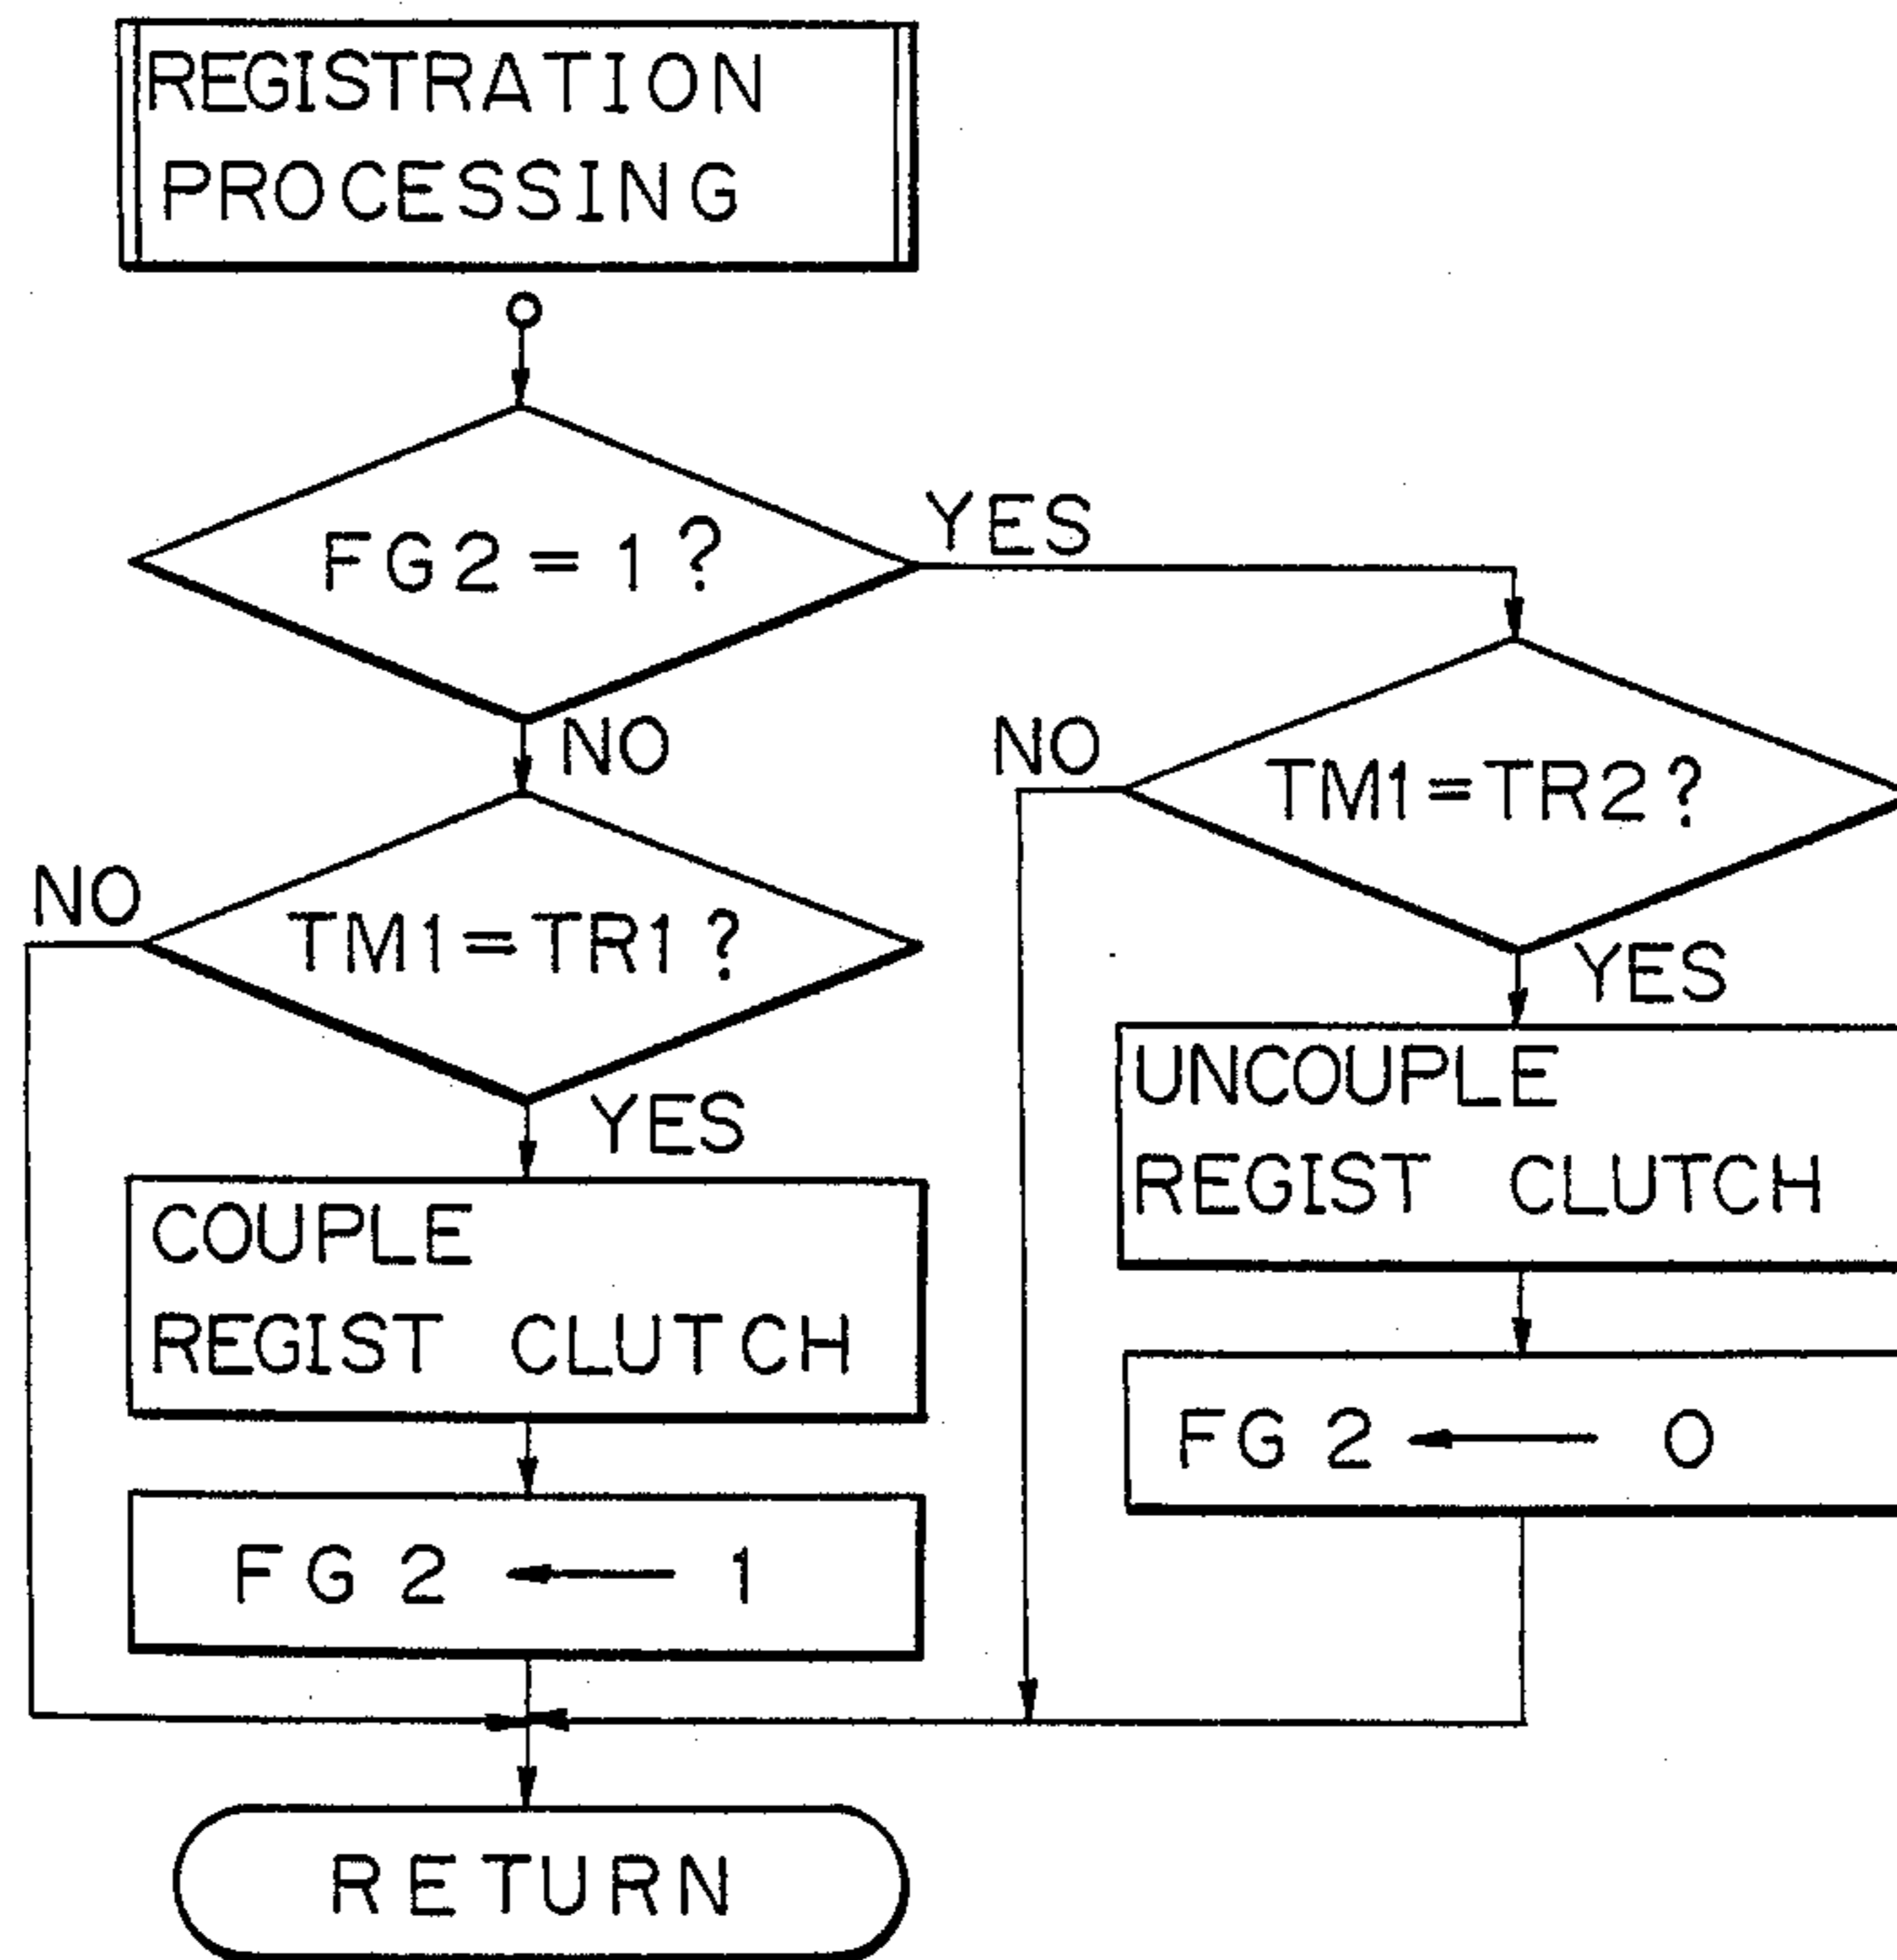 REGISTRATION
PROCESSING
FG2=1?
YES
NO
TM1=TR1?
NO
YES
COUPLE
REGIST CLUTCH
FG2 ← 1
TM1=TR2?
NO
YES
UNCOUPLE
REGIST CLUTCH
FG2 ← 0
RETURN